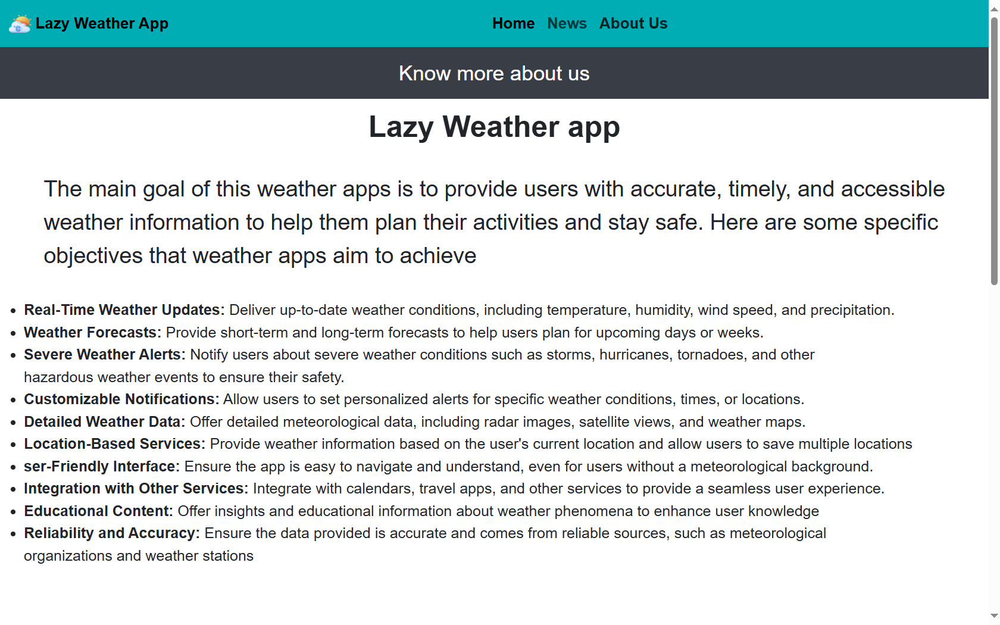 Lazy Weather App
Home News About Us
Know more about us
Lazy Weather app
The main goal of this weather apps is to provide users with accurate, timely, and accessible
weather information to help them plan their activities and stay safe. Here are some specific
objectives that weather apps aim to achieve
Real-Time Weather Updates: Deliver up-to-date weather conditions, including temperature, humidity, wind speed, and precipitation.
Weather Forecasts: Provide short-term and long-term forecasts to help users plan for upcoming days or weeks.
Severe Weather Alerts: Notify users about severe weather conditions such as storms, hurricanes, tornadoes, and other
hazardous weather events to ensure their safety.
Customizable Notifications: Allow users to set personalized alerts for specific weather conditions, times, or locations.
Detailed Weather Data: Offer detailed meteorological data, including radar images, satellite views, and weather maps.
Location-Based Services: Provide weather information based on the user's current location and allow users to save multiple locations
ser-Friendly Interface: Ensure the app is easy to navigate and understand, even for users without a meteorological background.
Integration with Other Services: Integrate with calendars, travel apps, and other services to provide a seamless user experience.
Educational Content: Offer insights and educational information about weather phenomena to enhance user knowledge
Reliability and Accuracy: Ensure the data provided is accurate and comes from reliable sources, such as meteorological
organizations and weather stations